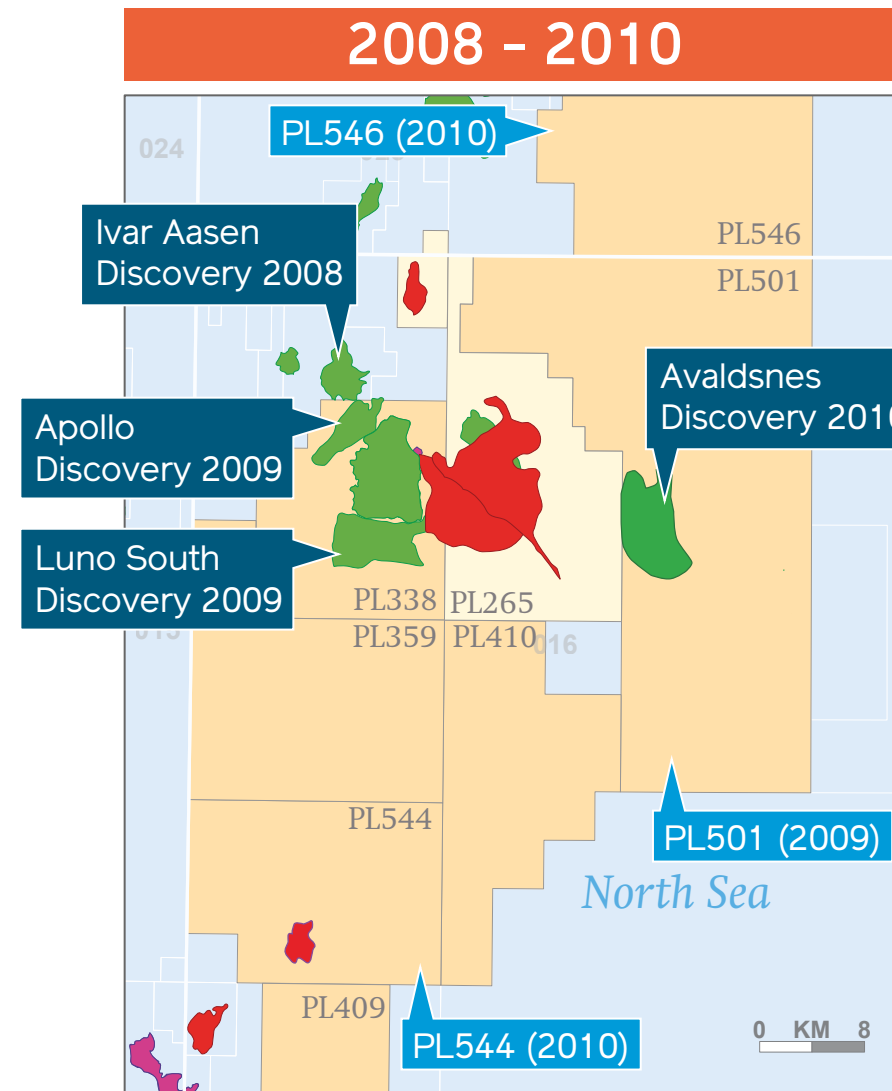 2008 – 2010
PL546 (2010)
024
PL546
Ivar Aasen
Discovery 2008
PL501
Avaldsnes
Discovery
Apollo
Discovery 2009
Luno South
Discovery 2009
PL338
PL265
PL359
PL410
016
PL544
PL501 (2009)
North Sea
PL409
PL544 (2010)
0 KM 8